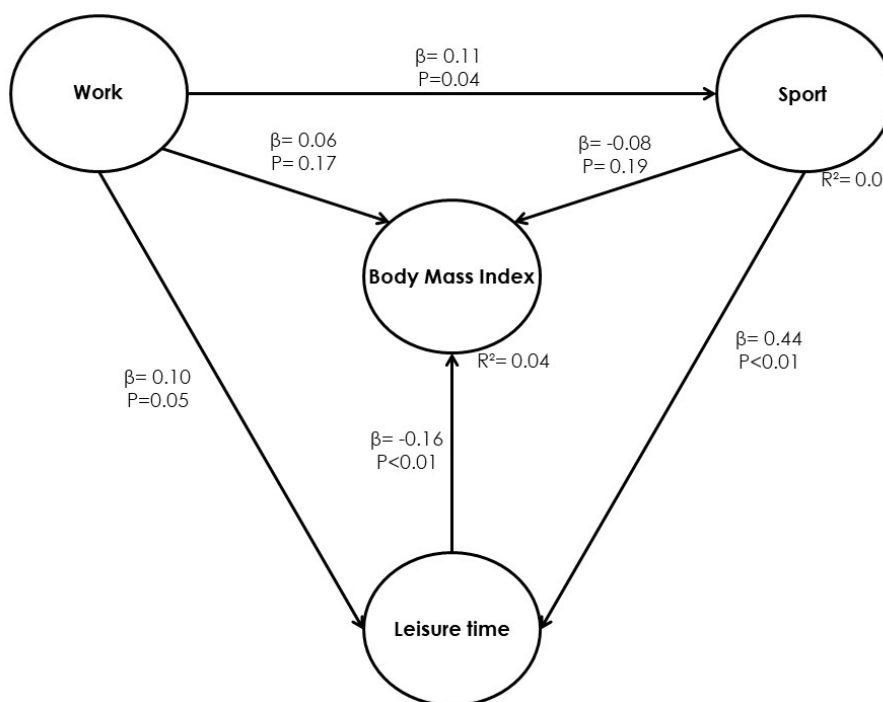 β= 0.11
P=0.04
Work
Sport
β= 0.06
P= 0.17
β= -0.08
P= 0.19
R²= 0.0
Body Mass Index
R²= 0.04
β= 0.44
P<0.01
β= 0.10
P=0.05
β= -0.16
P<0.01
Leisure time